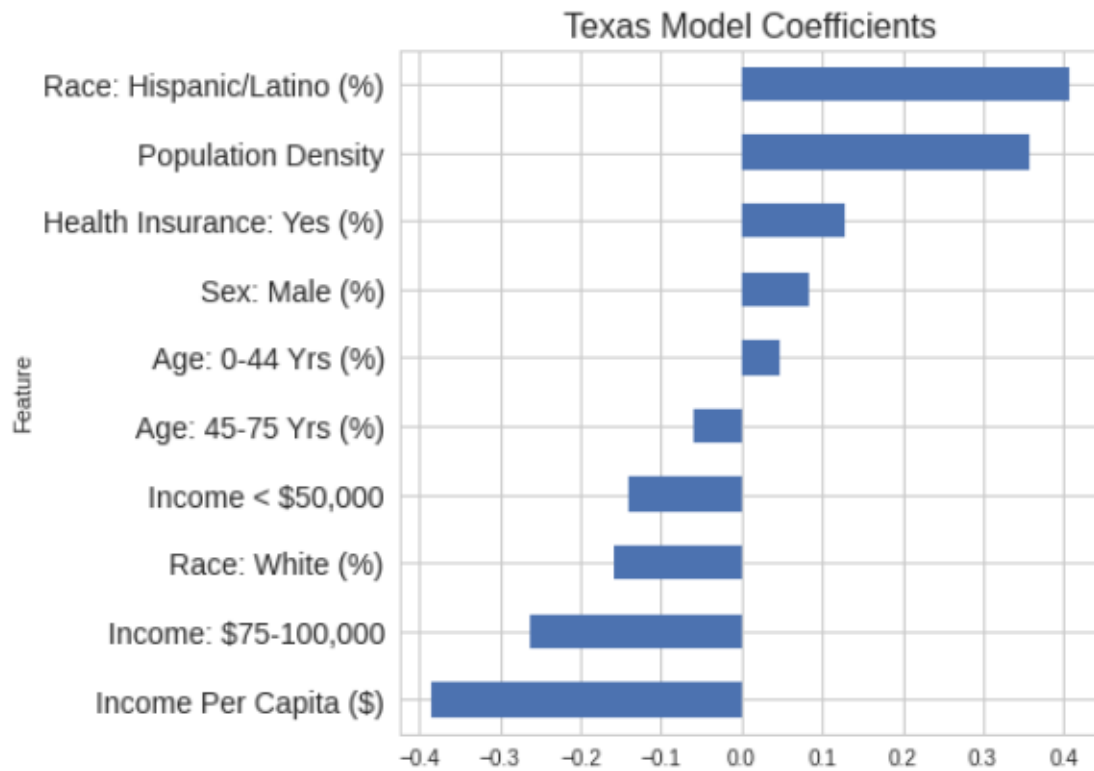 Texas Model Coefficients
Race: Hispanic/Latino (%)
Population Density
Health Insurance: Yes (%)
Sex: Male (%)
Age: 0-44 Yrs (%)
Feature
Age: 45-75 Yrs (%)
Income < $50,000
Race: White (%)
Income: $75-100,000
Income Per Capita ($)
−0.4 −0.3 −0.2 −0.1 0.0 0.1 0.2 0.3 0.4